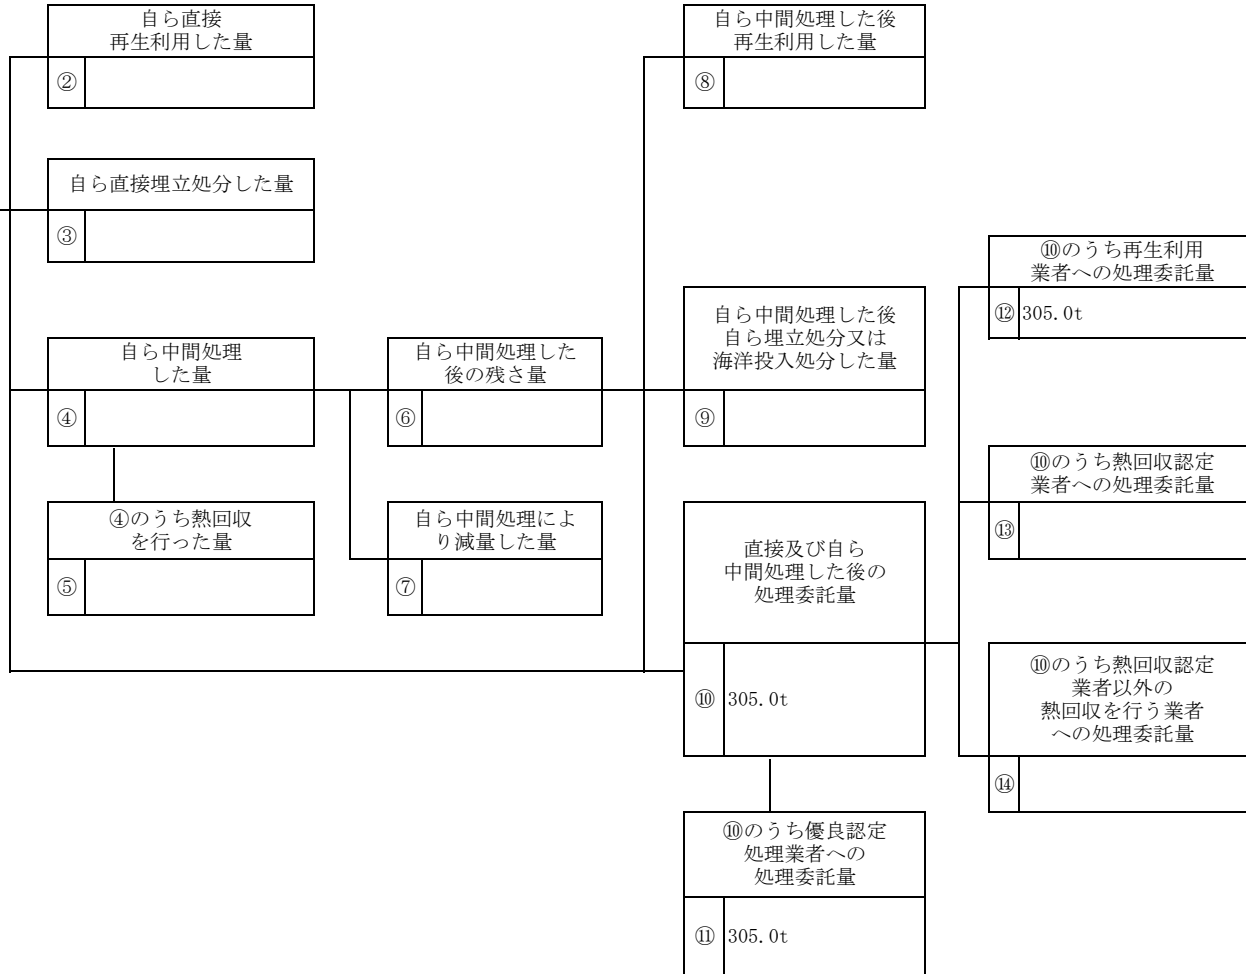 自ら直接
再生利用した量
②
自ら直接埋立処分した量
③
自ら中間処理
した量
④
④のうち熱回収
を行った量
⑤
自ら中間処理した
後の残さ量
⑥
自ら中間処理によ
り減量した量
⑦
自ら中間処理した後
再生利用した量
⑧
自ら中間処理した後
自ら埋立処分又は
海洋投入処分した量
⑨
直接及び自ら
中間処理した後の
処理委託量
⑩ 305.0t
⑩のうち優良認定
処理業者への
処理委託量
⑪ 305.0t
⑩のうち再生利用
業者への処理委託量
⑫ 305.0t
⑩のうち熱回収認定
業者への処理委託量
⑬
⑩のうち熱回収認定
業者以外の
熱回収を行う業者
への処理委託量
⑭